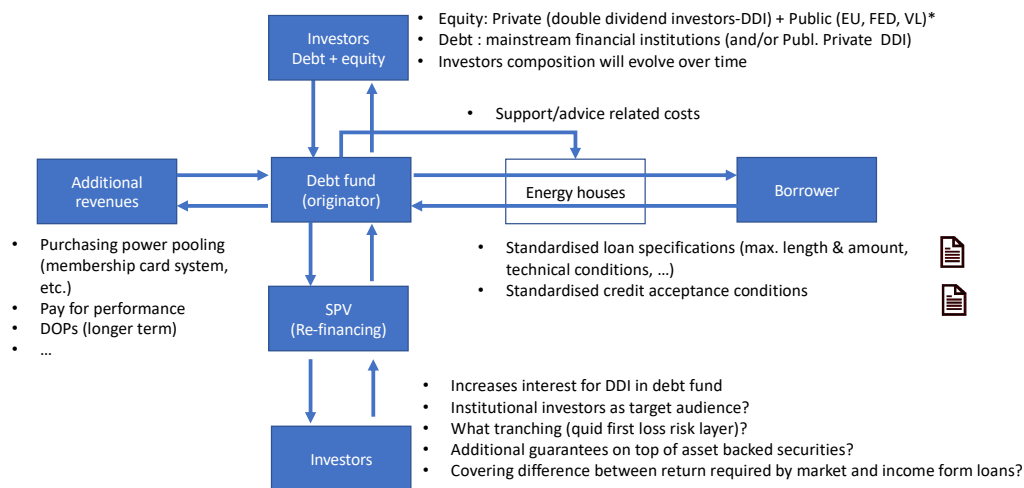 • Equity: Private (double dividend investors-DDI) + Public (EU, FED, VL)*
• Debt : mainstream financial institutions (and/or Publ. Private DDI)
• Investors composition will evolve over time
Investors
Debt + equity
• Support/advice related costs
Additional
revenues
Debt fund
(originator)
Energy houses
Borrower
• Purchasing power pooling
(membership card system,
etc.)
• Pay for performance
• DOPs (longer term)
• …
• Standardised loan specifications (max. length & amount,
technical conditions, …)
• Standardised credit acceptance conditions
SPV
(Re-financing)
• Increases interest for DDI in debt fund
• Institutional investors as target audience?
• What tranching (quid first loss risk layer)?
• Additional guarantees on top of asset backed securities?
• Covering difference between return required by market and income form loans?
Investors